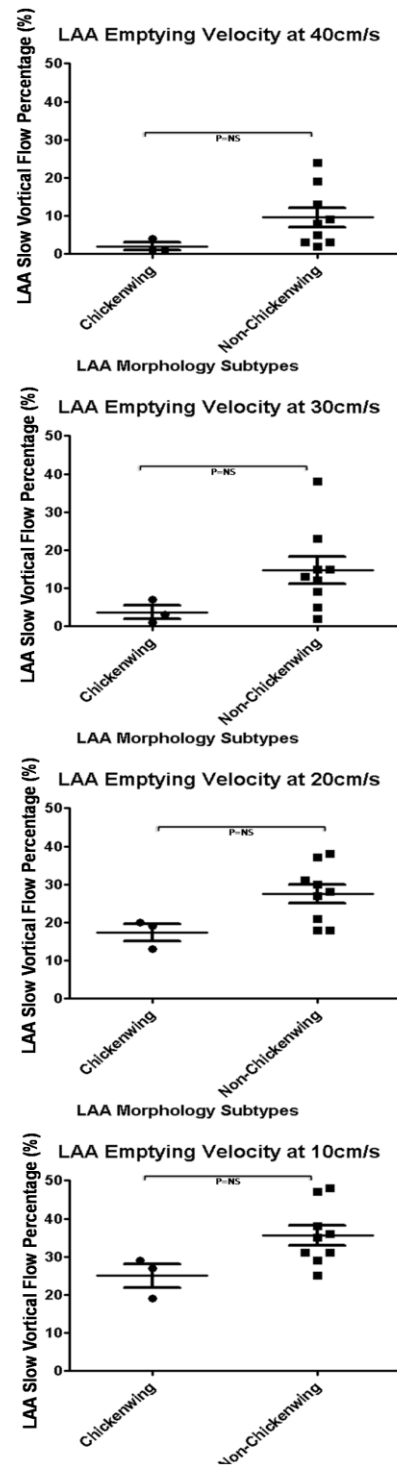 LAA Emptying Velocity at 40cm/s
LAA Slow Vortical Flow Percentage (%)
50
40
30
20
10
0
P=NS
Chickenwing
Non-Chickenwing
LAA Morphology Subtypes
LAA Emptying Velocity at 30cm/s
LAA Slow Vortical Flow Percentage (%)
50
40
30
20
10
0
P=NS
Chickenwing
Non-Chickenwing
LAA Morphology Subtypes
LAA Emptying Velocity at 20cm/s
LAA Slow Vortical Flow Percentage (%)
50
40
30
20
10
0
P=NS
Chickenwing
Non-Chickenwing
LAA Morphology Subtypes
LAA Emptying Velocity at 10cm/s
LAA Slow Vortical Flow Percentage (%)
50
40
30
20
10
0
P=NS
Chickenwing
Non-Chickenwing